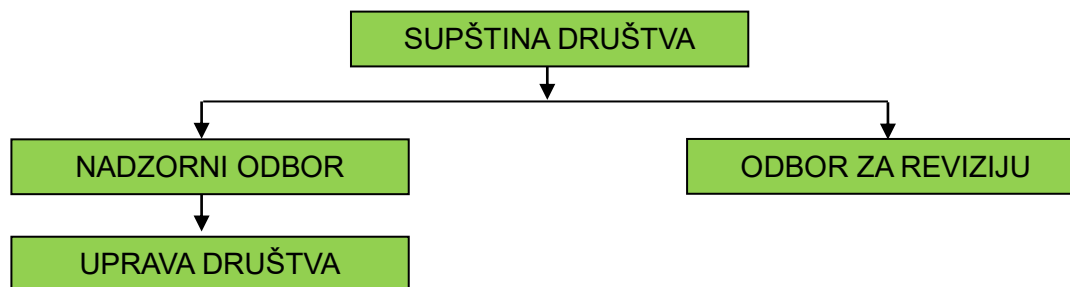 SUPŠTINA DRUŠTVA
NADZORNI ODBOR
ODBOR ZA REVIZIJU
UPRAVA DRUŠTVA